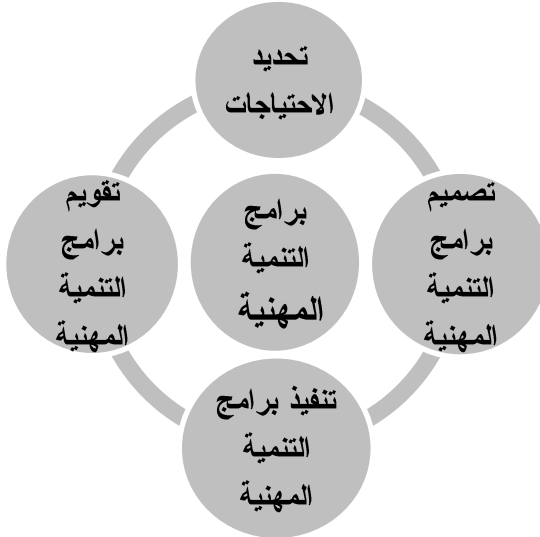 تحديد
الاحتياجات
تصميم
برامج
التنمية
المهنية
برامج
التنمية
المهنية
تقويم
برامج
التنمية
المهنية
تنفيذ برامج
التنمية
المهنية